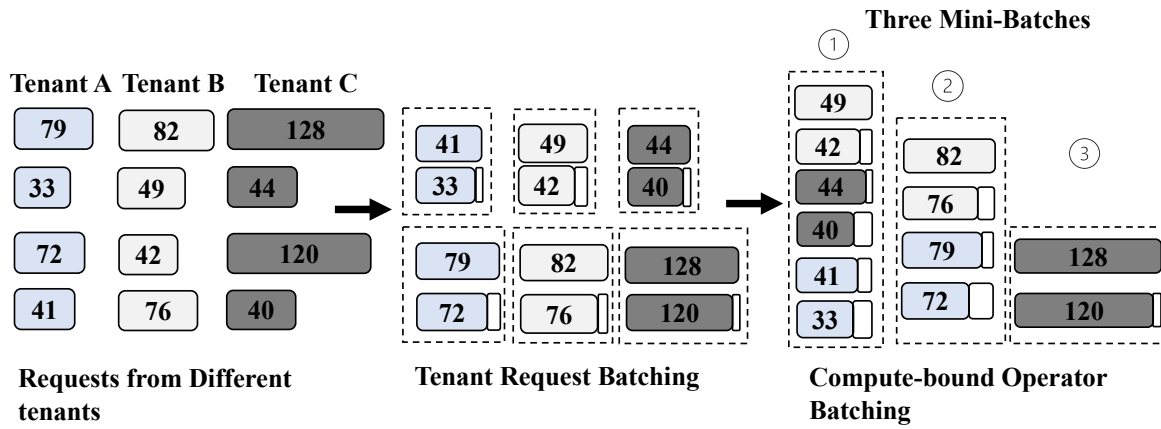 Three Mini-Batches
1
2
3
Tenant A Tenant B Tenant C
79 82 128
33 49 44
72 42 120
41 76 40
Requests from Different
tenants
41 49 44
33 42 40
79 82 128
72 76 120
Tenant Request Batching
49
42
44
40
41
33
82
76
79
72
128
120
Compute-bound Operator
Batching